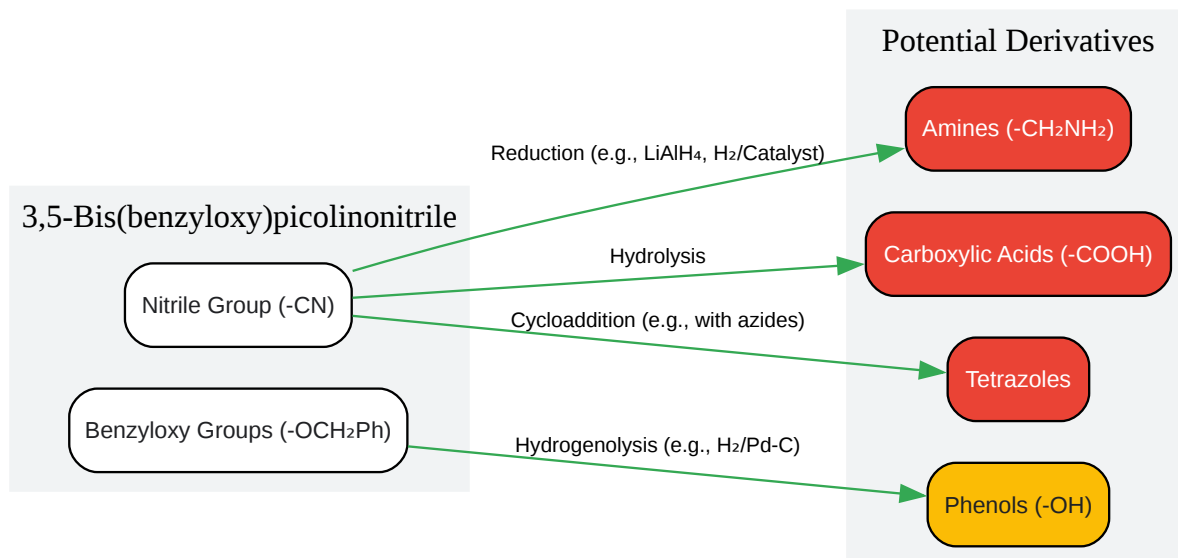 Potential Derivatives
Amines (-CH₂NH₂)
Reduction (e.g., LiAlH₄, H₂/Catalyst)
3,5-Bis(benzyloxy)picolinonitrile
Carboxylic Acids (-COOH)
Hydrolysis
Nitrile Group (-CN)
Cycloaddition (e.g., with azides)
Tetrazoles
Benzyloxy Groups (-OCH₂Ph)
Hydrogenolysis (e.g., H₂/Pd-C)
Phenols (-OH)